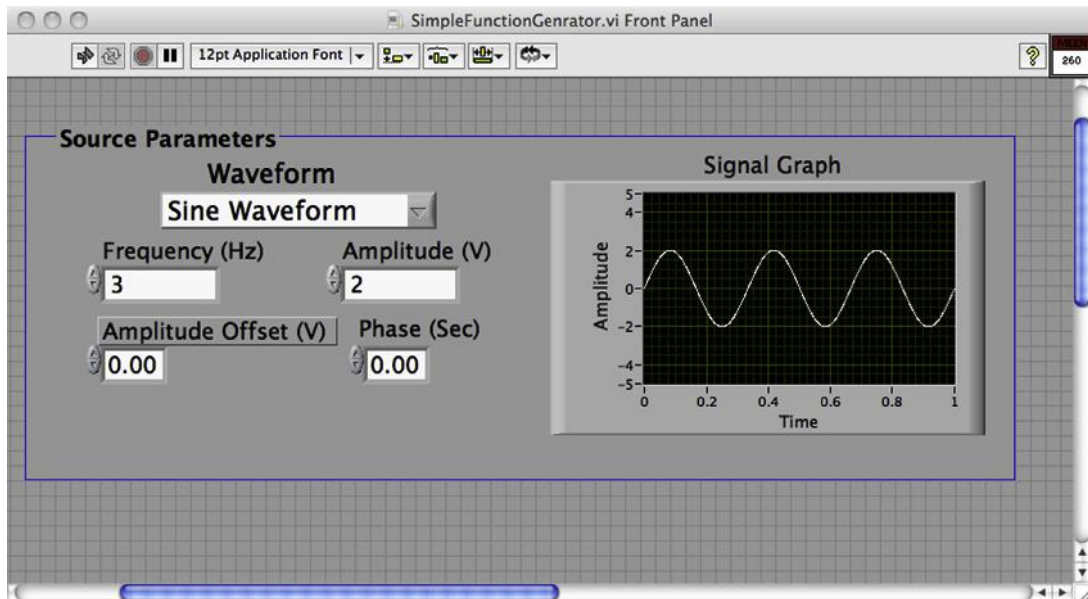 SimpleFunctionGenrator.vi Front Panel
12pt Application Font
260
Source Parameters
Waveform
Sine Waveform
Frequency (Hz)
Amplitude (V)
3
2
Amplitude Offset (V)
Phase (Sec)
0.00
0.00
Signal Graph
Amplitude
5
4
2
0
-2
-4
-5
0
0.2
0.4
0.6
0.8
1
Time